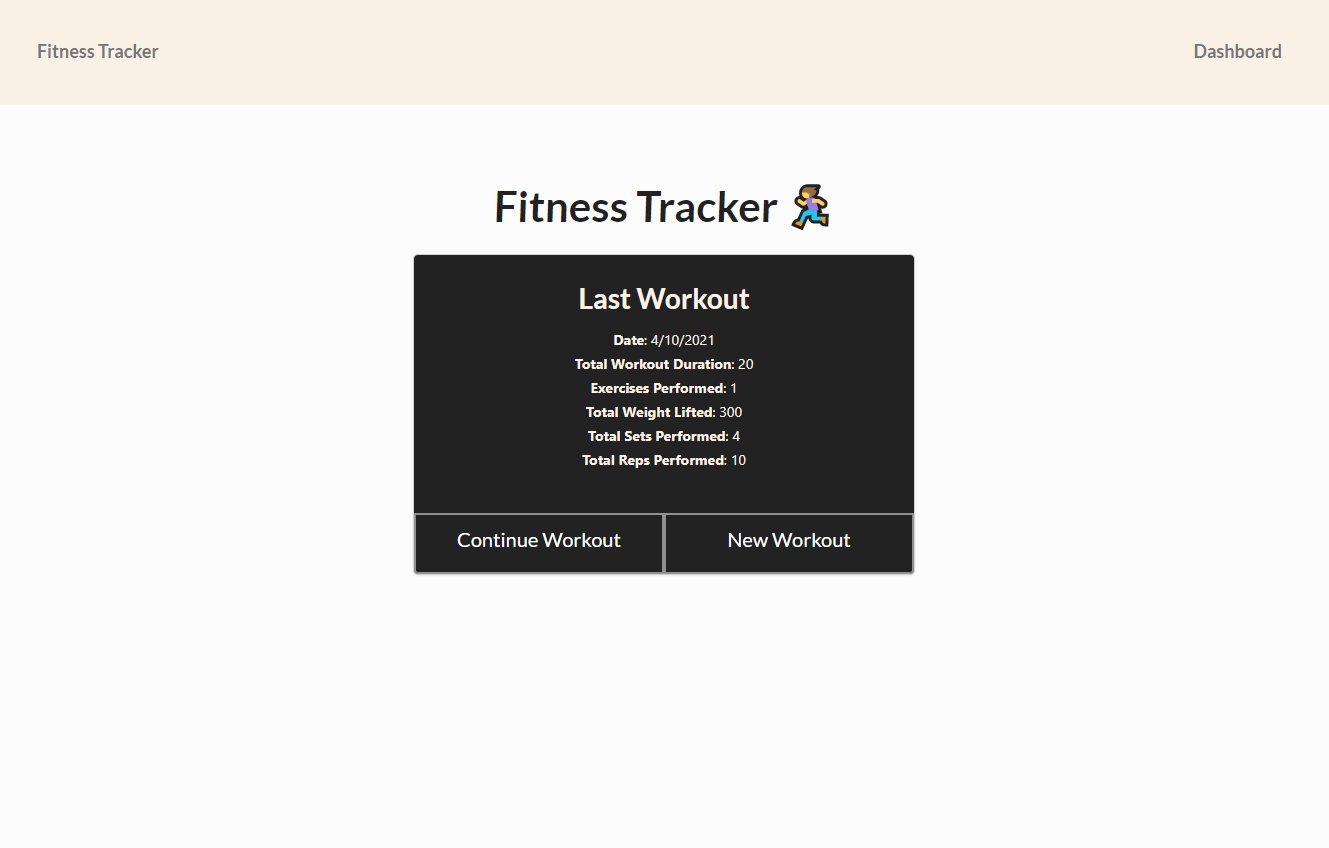 Fitness Tracker
Dashboard
Fitness Tracker
Last Workout
Date: 4/10/2021
Total Workout Duration: 20
Exercises Performed: 1
Total Weight Lifted: 300
Total Sets Performed: 4
Total Reps Performed: 10
Continue Workout
New Workout